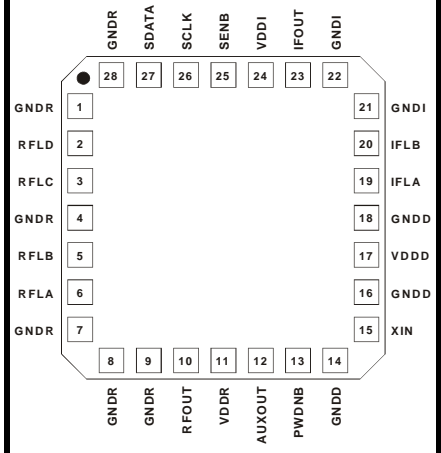 GNDR SDATA SCLK SENB VDDI IFOUT GNDI
28 27 26 25 24 23 22
GNDR 1 21 GNDI
RFLD 2 20 IFLB
RFLC 3 19 IFLA
GNDR 4 18 GNDD
RFLB 5 17 VDDD
RFLA 6 16 GNDD
GNDR 7 15 XIN
8 9 10 11 12 13 14
GNDR GNDR RFOUT VDDR AUXOUT PWDNB GNDD